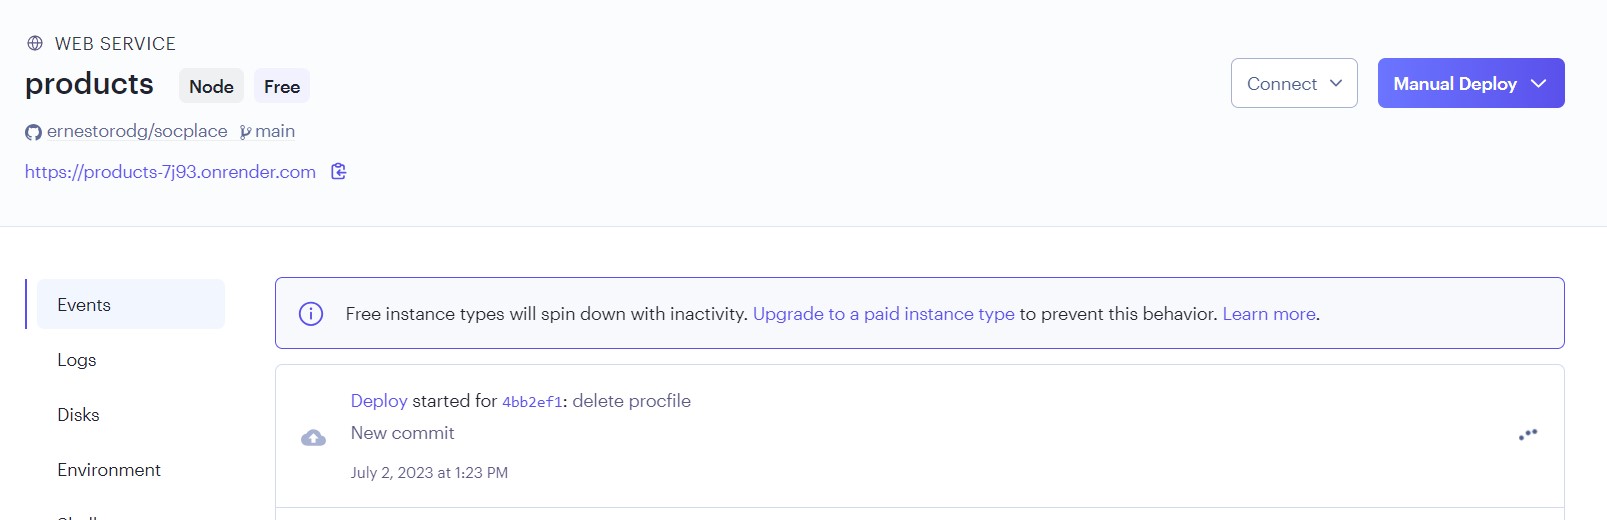 WEB SERVICE
products Node Free
Connect Manual Deploy
ernestorodg/socplace main
https://products-7j93.onrender.com
Events
Logs
Disks
Environment
Free instance types will spin down with inactivity. Upgrade to a paid instance type to prevent this behavior. Learn more.
Deploy started for 4bb2ef1: delete procfile
New commit
July 2, 2023 at 1:23 PM